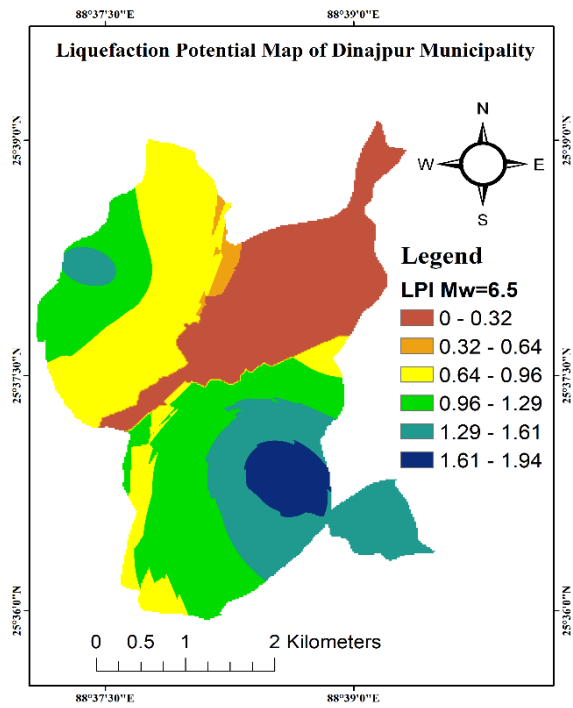 88°37'30"E 88°39'0"E
Liquefaction Potential Map of Dinajpur Municipality
N
W E
S
25°39'0"N 25°39'0"N
Legend
LPI Mw=6.5
0 - 0.32
0.32 - 0.64
0.64 - 0.96
0.96 - 1.29
1.29 - 1.61
1.61 - 1.94
25°37'30"N 25°37'30"N
25°36'0"N 25°36'0"N
0 0.5 1 2 Kilometers
88°37'30"E 88°39'0"E